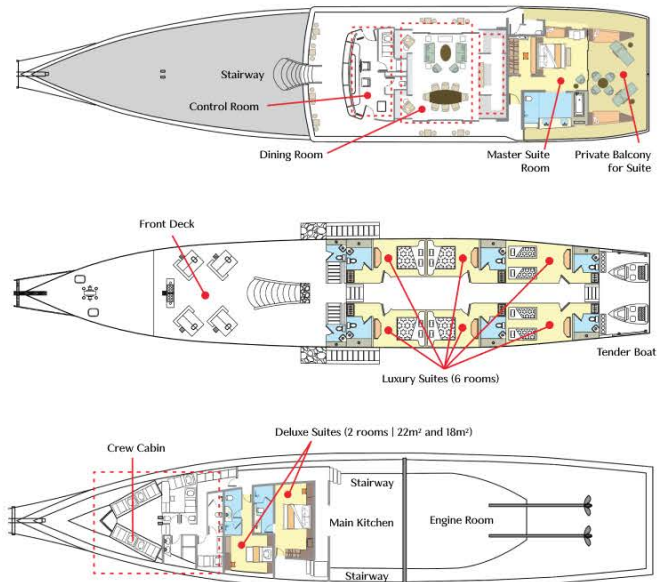 Stairway
Control Room
Dining Room
Master Suite
Room
Private Balcony
for Suite
Front Deck
Tender Boat
Luxury Suites (6 rooms)
Deluxe Suites (2 rooms | 22m² and 18m²)
Crew Cabin
Stairway
Main Kitchen
Engine Room
Stairway